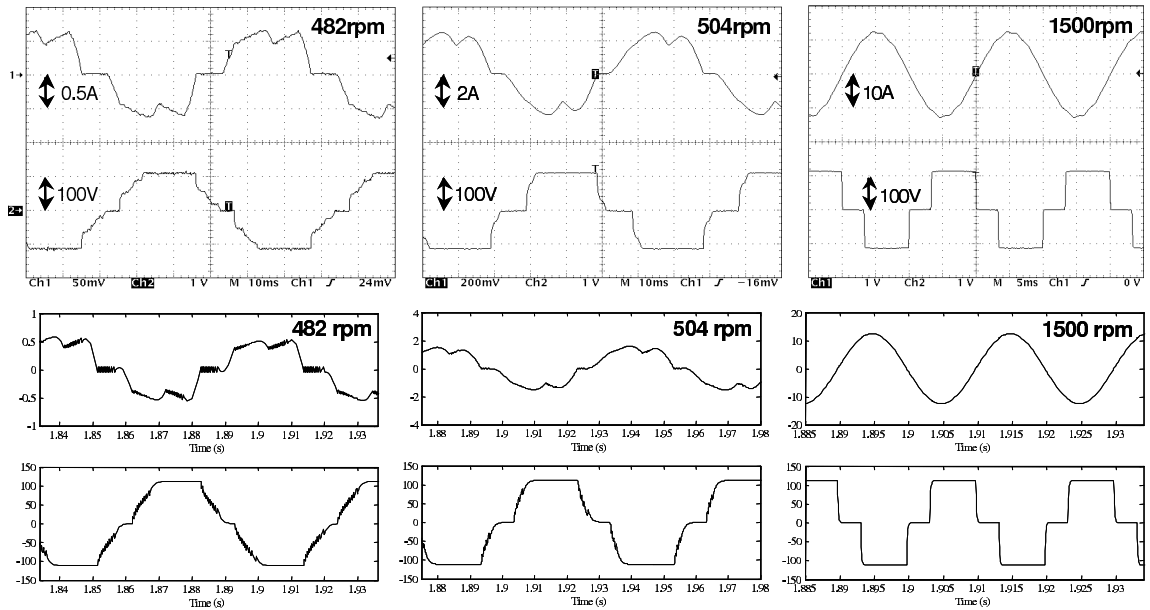 482rpm
504rpm
1500rpm
1
0.5A
2A
10A
T
T
T
100V
100V
100V
2
T
T
Ch1 50mV Ch2 1 V M 10ms Ch1 24mV
Ch1 200mV Ch2 1 V M 10ms Ch1 -16mV
Ch1 1 V Ch2 1 V M 5ms Ch1 0 V
482 rpm
1
0.5
0
-0.5
-1
1.84 1.85 1.86 1.87 1.88 1.89 1.9 1.91 1.92 1.93
Time (s)
504 rpm
4
2
0
-2
-4
1.88 1.89 1.9 1.91 1.92 1.93 1.94 1.95 1.96 1.97 1.98
Time (s)
1500 rpm
20
10
0
-10
-20
1.885 1.89 1.895 1.9 1.905 1.91 1.915 1.92 1.925 1.93
Time (s)
150
100
50
0
-50
-100
-150
1.84 1.85 1.86 1.87 1.88 1.89 1.9 1.91 1.92 1.93
Time (s)
150
100
50
0
-50
-100
-150
1.88 1.89 1.9 1.91 1.92 1.93 1.94 1.95 1.96 1.97 1.98
Time (s)
150
100
50
0
-50
-100
-150
1.885 1.89 1.895 1.9 1.905 1.91 1.915 1.92 1.925 1.93
Time (s)